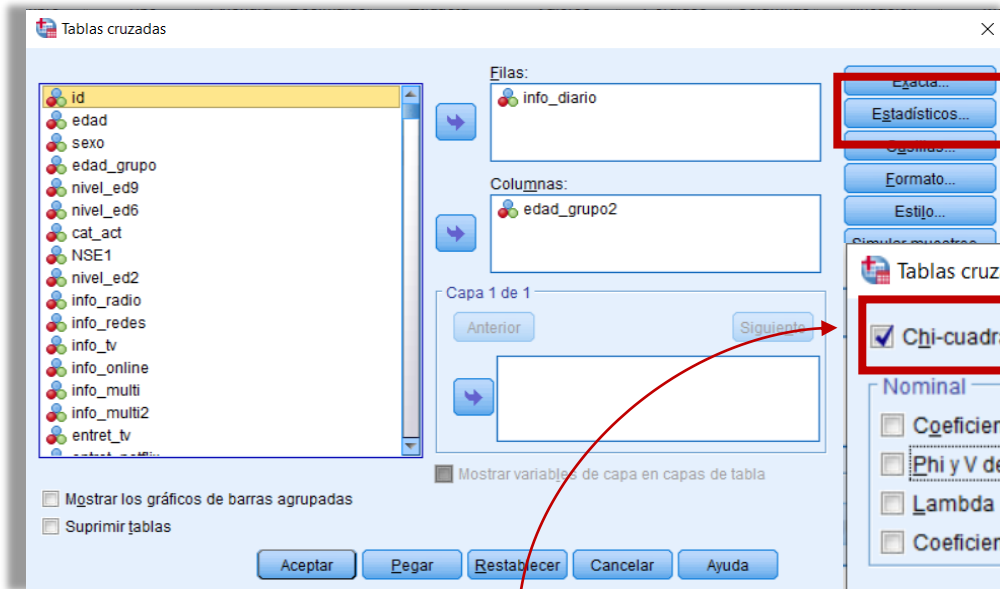 Tablas cruzadas
id
edad
sexo
edad_grupo
nivel_ed9
nivel_ed6
cat_act
NSE1
nivel_ed2
info_radio
info_redes
info_tv
info_online
info_multi
info_multi2
entret_tv
Filas:
info_diario
Columnas:
edad_grupo2
Capa 1 de 1
Anterior
Siguiente
Mostrar variables de capa en capas de tabla
Mostrar los gráficos de barras agrupadas
Suprimir tablas
Aceptar
Pegar
Restablecer
Cancelar
Ayuda
Exacta...
Estadísticos...
Formato...
Estilo...
Tablas cruz
Chi-cuadra
Nominal
Coeficien
Phi y V de
Lambda
Coeficien